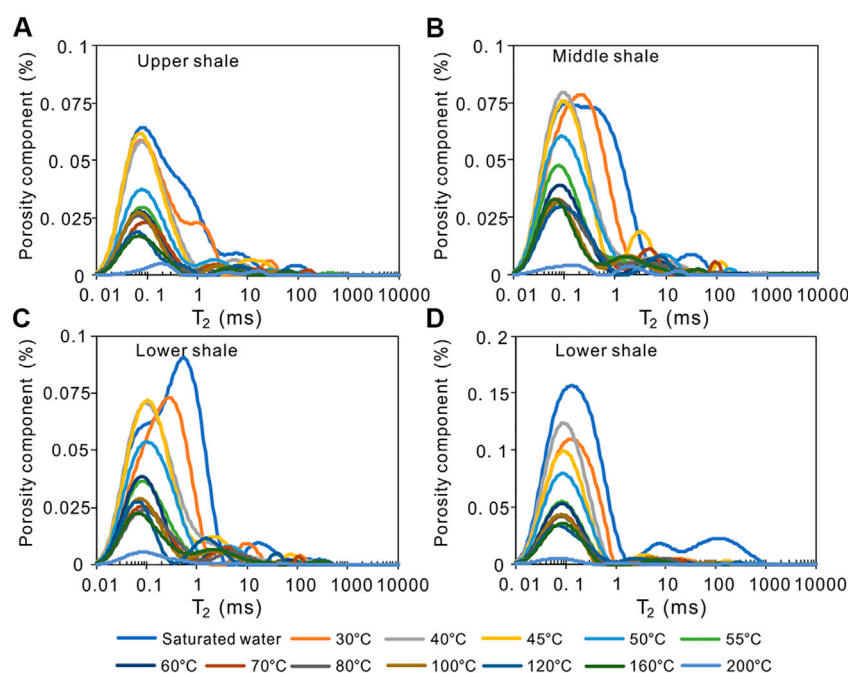 A
B
Upper shale
Middle shale
Porosity component (%)
Porosity component (%)
0. 1
0. 075
0. 05
0. 025
0
0. 1
0. 075
0. 05
0. 025
0
0. 01 0. 1 1 10 100 1000 10000
0. 01 0. 1 1 10 100 1000 10000
T2 (ms)
T2 (ms)
C
D
Lower shale
Lower shale
Porosity component (%)
Porosity component (%)
0. 1
0. 075
0. 05
0. 025
0
0. 2
0. 15
0. 1
0. 05
0
0. 01 0. 1 1 10 100 1000 10000
0. 01 0. 1 1 10 100 1000 10000
T2 (ms)
T2 (ms)
Saturated water 30°C 40°C 45°C 50°C 55°C
60°C 70°C 80°C 100°C 120°C 160°C 200°C